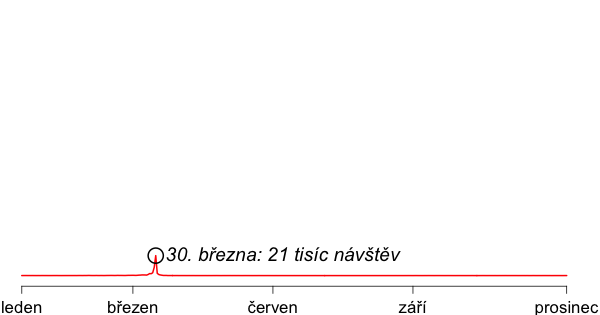 30. března: 21 tisíc návštěv
leden březen červen září prosinec